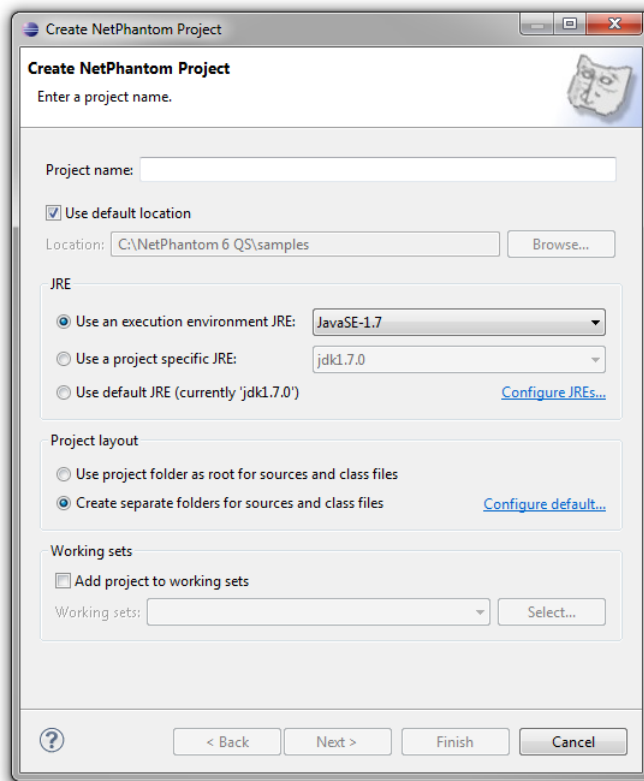 Create NetPhantom Project
Create NetPhantom Project
Enter a project name.
Project name:
Use default location
Location: C:\NetPhantom 6 QS\samples Browse...
JRE
Use an execution environment JRE: JavaSE-1.7
Use a project specific JRE: jdk1.7.0
Use default JRE (currently 'jdk1.7.0') Configure JREs...
Project layout
Use project folder as root for sources and class files
Create separate folders for sources and class files Configure default...
Working sets
Add project to working sets
Working sets: Select...
? < Back Next > Finish Cancel